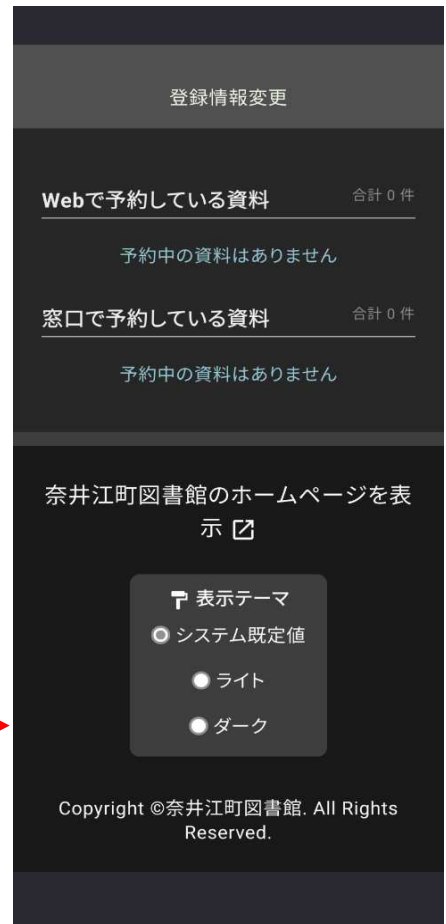 登録情報変更
Webで予約している資料
合計 0 件
予約中の資料はありません
窓口で予約している資料
合計 0 件
予約中の資料はありません
奈井江町図書館のホームページを表
示
表示テーマ
システム既定値
ライト
ダーク
Copyright ©奈井江町図書館. All Rights
Reserved.